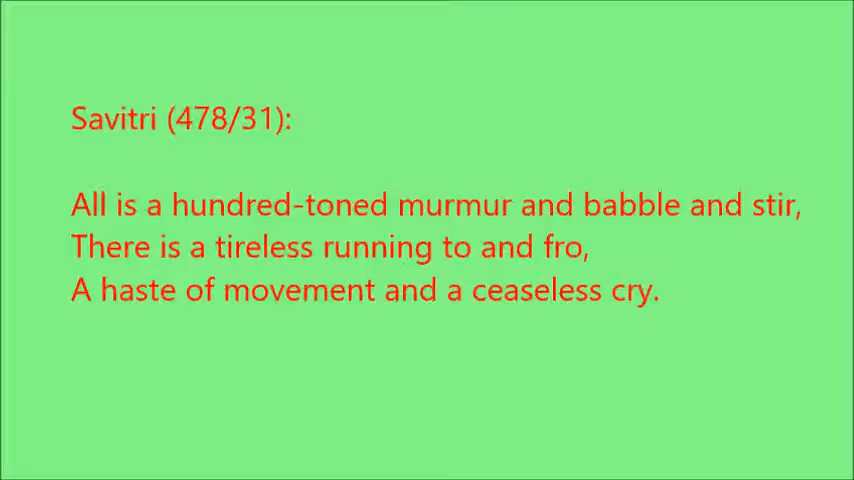 Savitri (478/31):
All is a hundred-toned murmur and babble and stir,
There is a tireless running to and fro,
A haste of movement and a ceaseless cry.